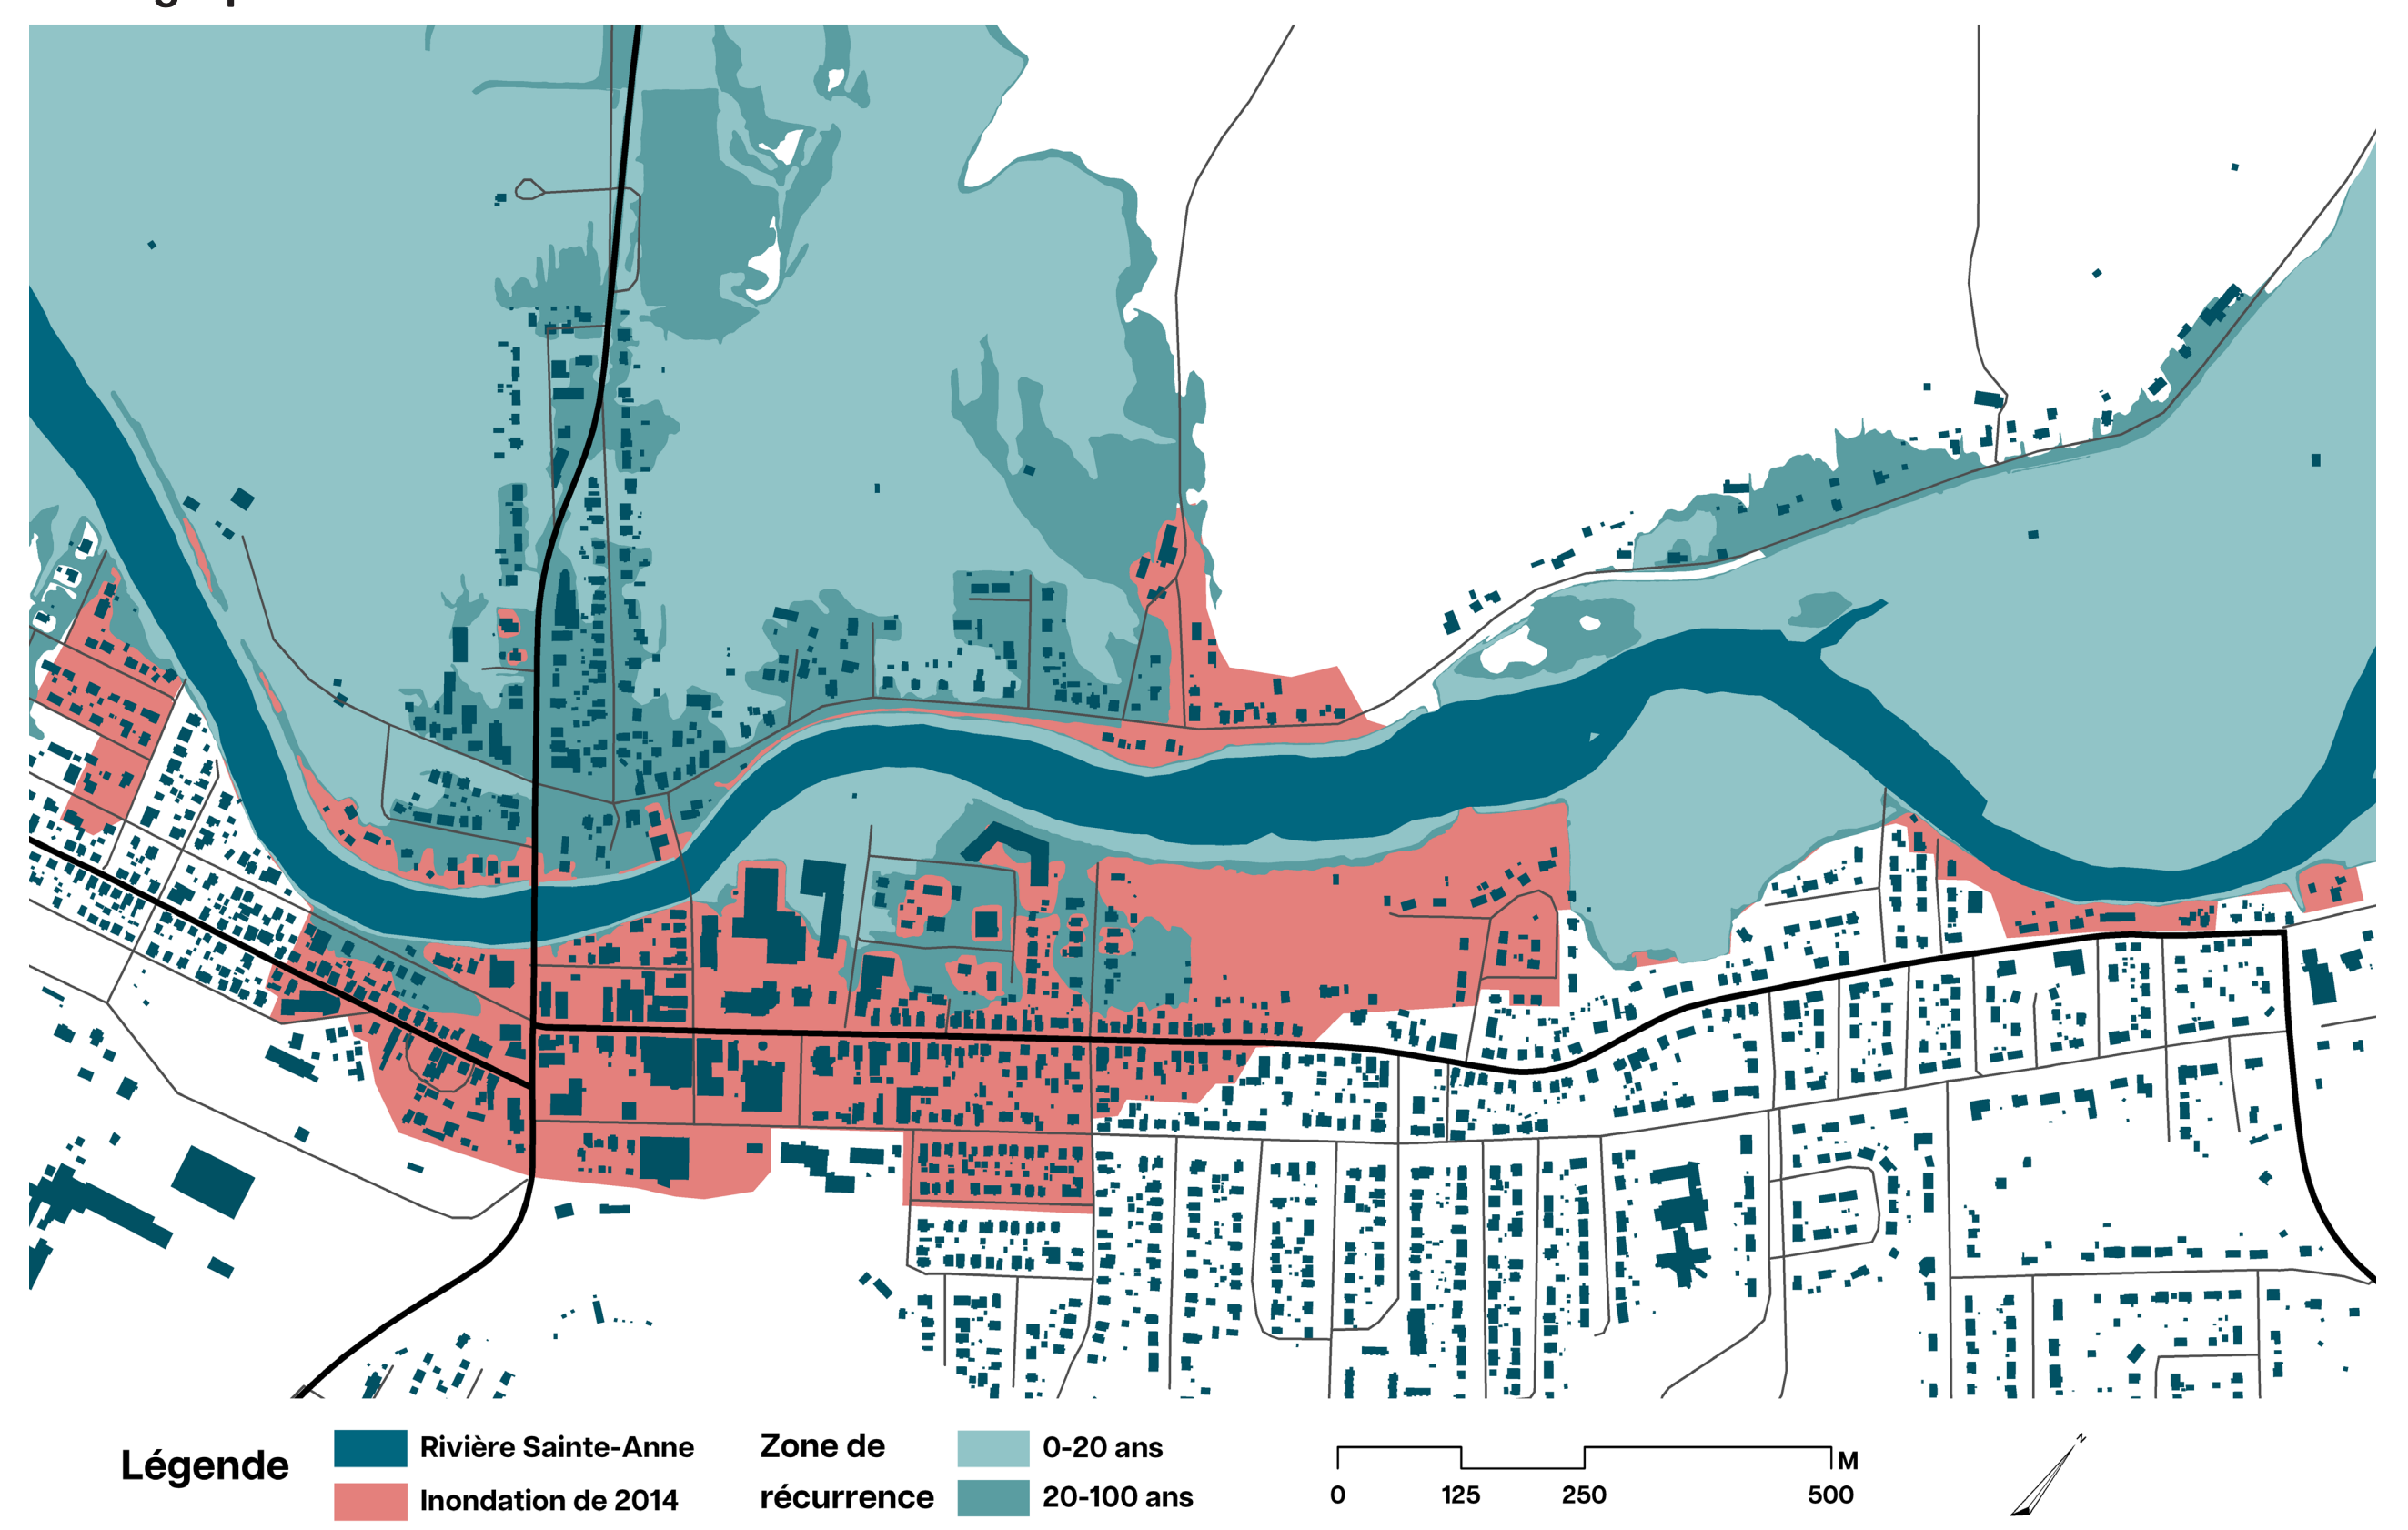 Légende
Rivière Sainte-Anne
Inondation de 2014
Zone de
récurrence
0-20 ans
20-100 ans
M
0 125 250 500
N